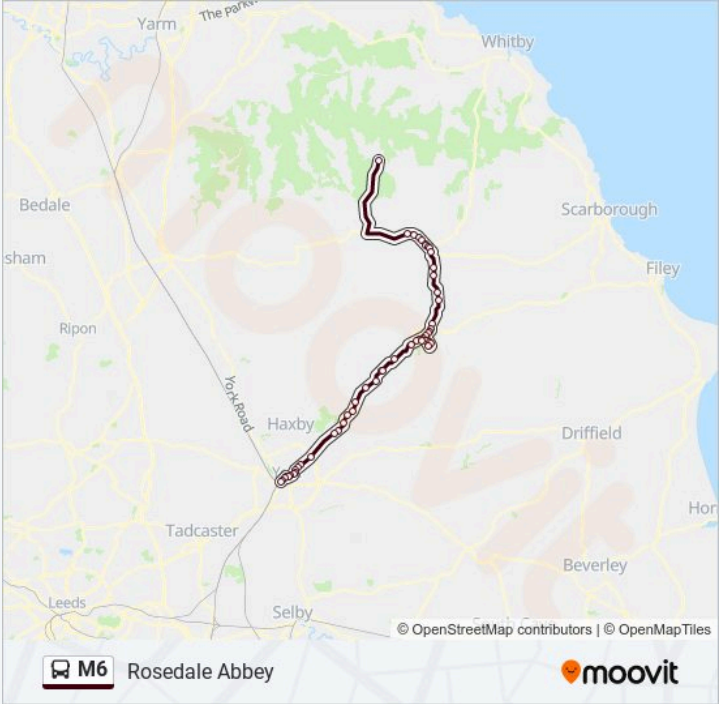 Yarm
The Parkw
Whitby
Bedale
Scarborough
sham
Filey
Ripon
York Road
Haxby
Driffield
Y
Hor
Tadcaster
Beverley
Leeds
Selby
© OpenStreetMap contributors | © OpenMapTiles
M6 Rosedale Abbey
moovit